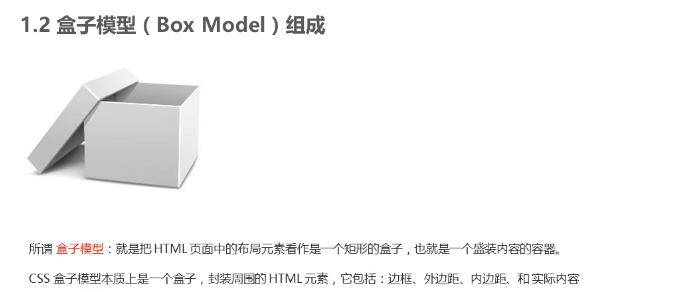 1.2 盒子模型（Box Model）组成
所谓 盒子模型：就是把 HTML 页面中的布局元素看作是一个矩形的盒子，也就是一个盛装内容的容器。
CSS 盒子模型本质上是一个盒子，封装周围的 HTML 元素，它包括：边框、外边距、内边距、和 实际内容